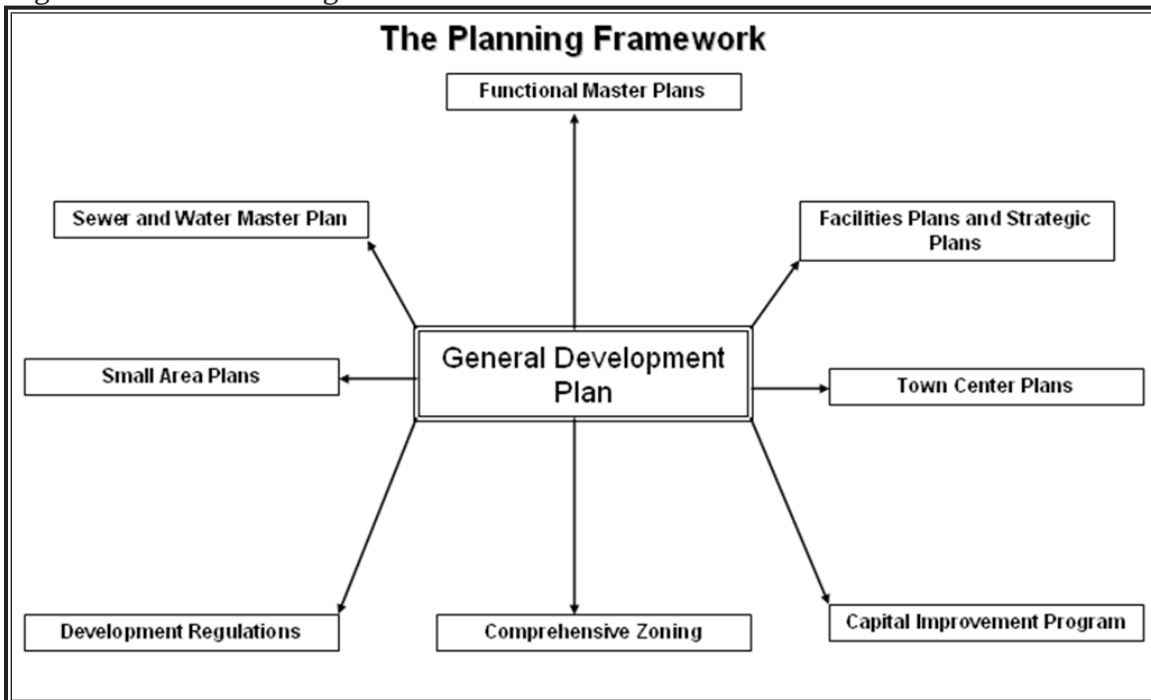 The Planning Framework
Functional Master Plans
Sewer and Water Master Plan
Facilities Plans and Strategic
Plans
General Development
Plan
Small Area Plans
Town Center Plans
Development Regulations
Comprehensive Zoning
Capital Improvement Program